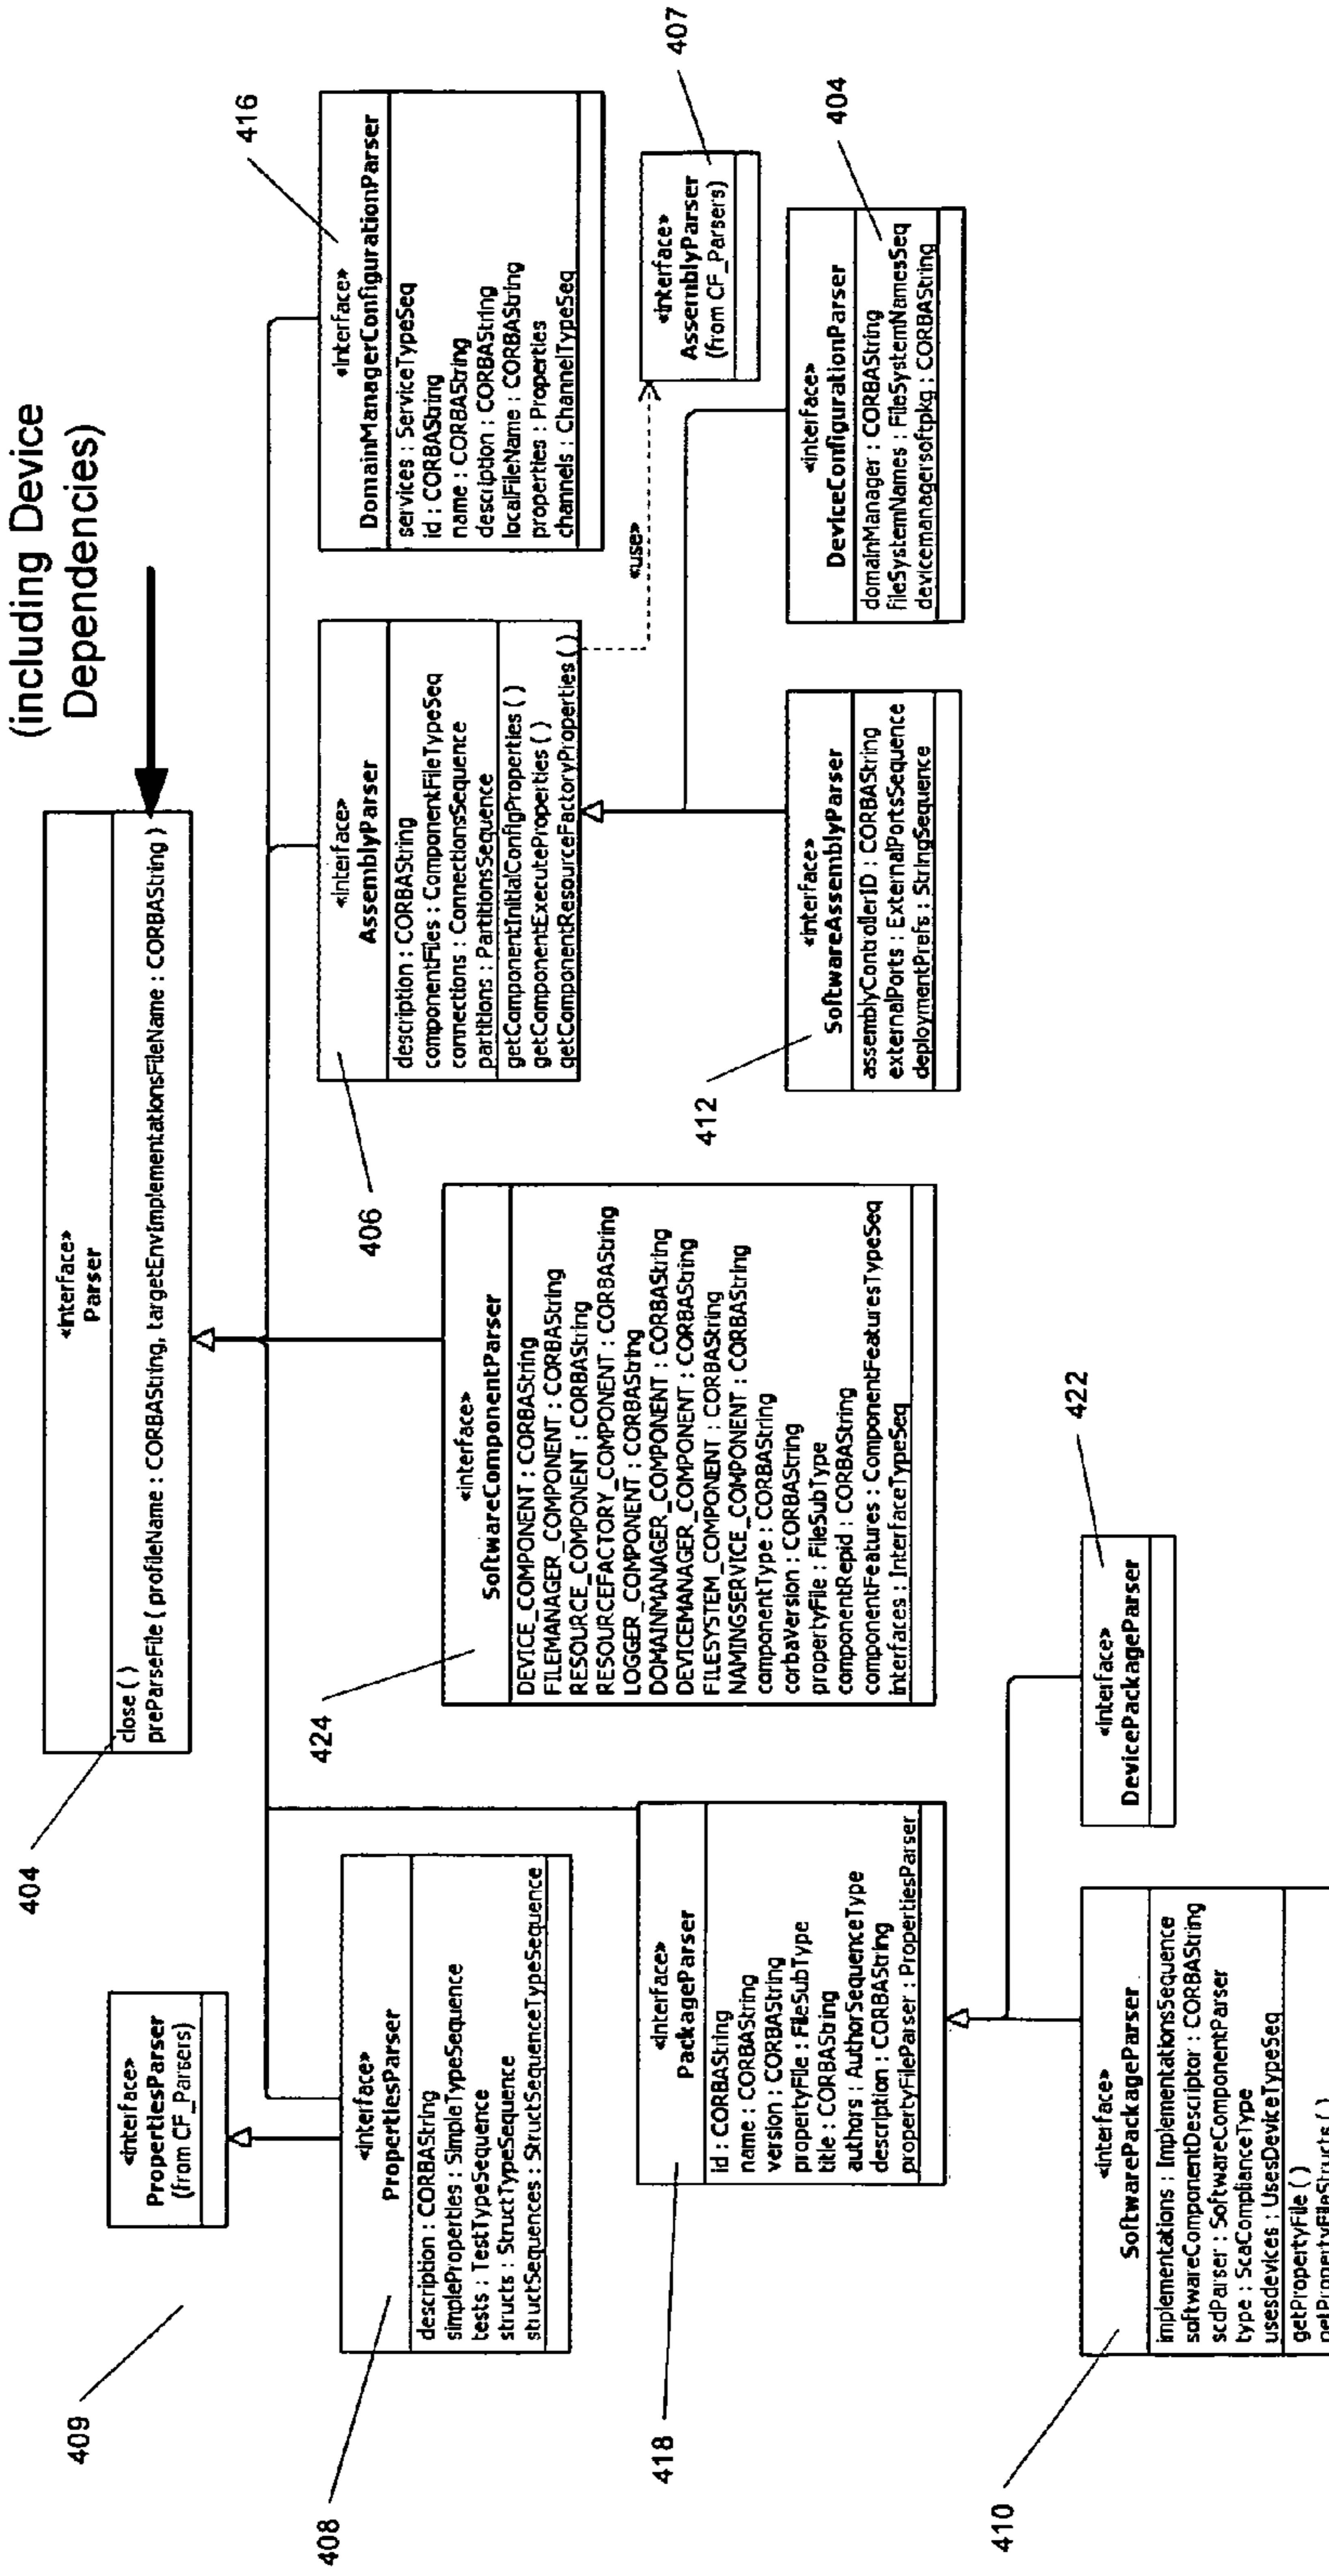 (including Device
Dependencies)
404
«interface»
Parser
close ( )
preParseFile ( profileName : CORBAString, targetEnvImplementationsFileName : CORBAString )
409
«interface»
PropertiesParser
(from CF_Parsers)
408
«interface»
PropertiesParser
description : CORBAString
simpleProperties : SimpleTypeSequence
tests : TestTypeSequence
structs : StructTypeSequence
structSequences : StructSequenceTypeSequence
424
«interface»
SoftwareComponentParser
DEVICE_COMPONENT : CORBAString
FILEMANAGER_COMPONENT : CORBAString
RESOURCE_COMPONENT : CORBAString
RESOURCEFACTORY_COMPONENT : CORBAString
LOGGER_COMPONENT : CORBAString
DOMAINMANAGER_COMPONENT : CORBAString
DEVICEMANAGER_COMPONENT : CORBAString
FILESYSTEM_COMPONENT : CORBAString
NAMINGSERVICE_COMPONENT : CORBAString
componentType : CORBAString
corbaVersion : CORBAString
propertyFile : FileSubType
componentRepid : CORBAString
componentFeatures : ComponentFeaturesTypeSeq
interfaces : InterfaceTypeSeq
406
«interface»
AssemblyParser
description : CORBAString
componentFiles : ComponentFileTypeSeq
connections : ConnectionsSequence
partitions : PartitionsSequence
getComponentInitialConfigProperties ( )
getComponentExecuteProperties ( )
getComponentResourceFactoryProperties ( )
416
«interface»
DomainManagerConfigurationParser
services : ServiceTypeSeq
id : CORBAString
name : CORBAString
description : CORBAString
localFileName : CORBAString
properties : Properties
channels : ChannelTypeSeq
«use»
407
«interface»
AssemblyParser
(from CF_Parsers)
418
«interface»
PackageParser
id : CORBAString
name : CORBAString
version : CORBAString
propertyFile : FileSubType
title : CORBAString
authors : AuthorSequenceType
description : CORBAString
propertyFileParser : PropertiesParser
412
«interface»
SoftwareAssemblyParser
assemblyControllerID : CORBAString
externalPorts : ExternalPortsSequence
deploymentPrefs : StringSequence
404
«interface»
DeviceConfigurationParser
domainManager : CORBAString
fileSystemNames : FileSystemNamesSeq
devicemanagersoftpkg : CORBAString
410
«interface»
SoftwarePackageParser
implementations : ImplementationsSequence
softwareComponentDescriptor : CORBAString
scdParser : SoftwareComponentParser
type : ScaComplianceType
usesdevices : UsesDeviceTypeSeq
getPropertyFile ( )
getPropertyFileStructs ( )
422
«interface»
DevicePackageParser